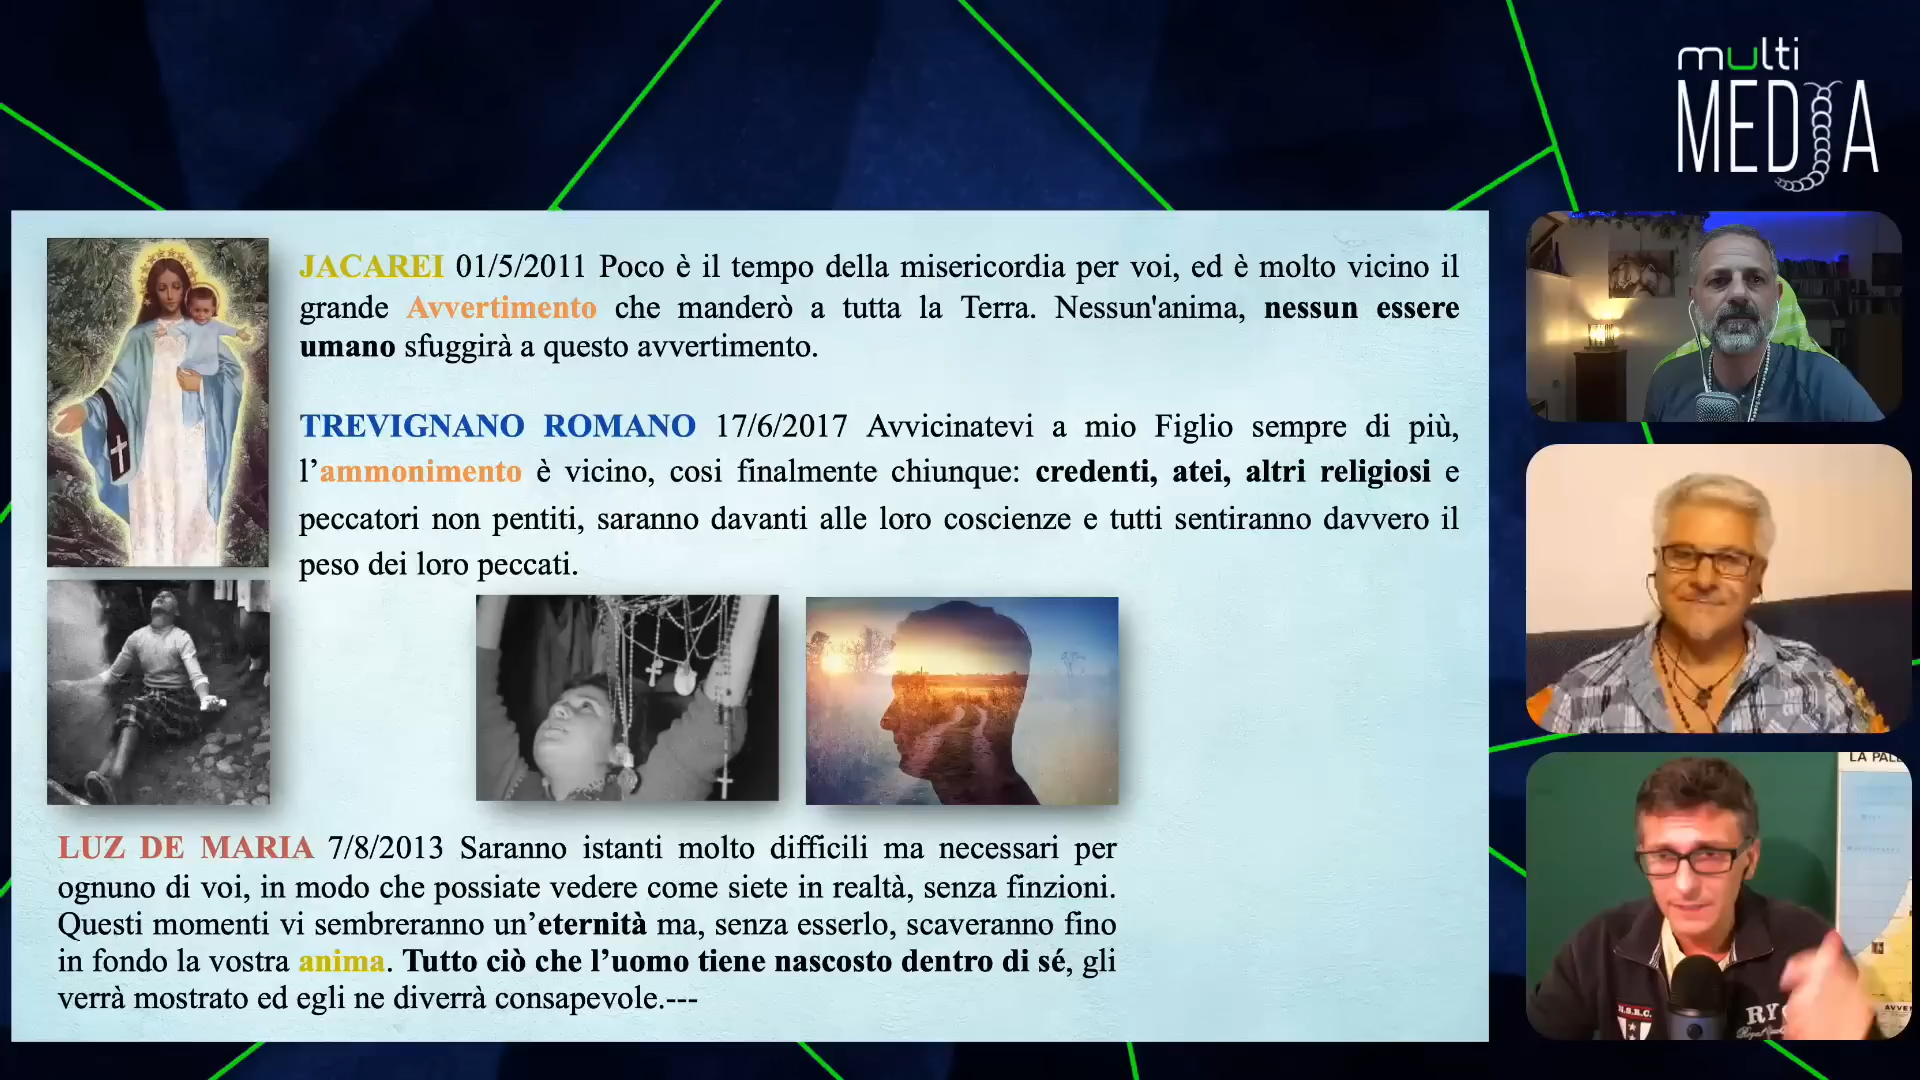 multi
MEDIA
JACAREI 01/5/2011 Poco è il tempo della misericordia per voi, ed è molto vicino il
grande Avvertimento che manderò a tutta la Terra. Nessun'anima, nessun essere
umano sfuggirà a questo avvertimento.
TREVIGNANO ROMANO 17/6/2017 Avvicinatevi a mio Figlio sempre di più,
l’ammonimento è vicino, cosi finalmente chiunque: credenti, atei, altri religiosi e
peccatori non pentiti, saranno davanti alle loro coscienze e tutti sentiranno davvero il
peso dei loro peccati.
LUZ DE MARIA 7/8/2013 Saranno istanti molto difficili ma necessari per
ognuno di voi, in modo che possiate vedere come siete in realtà, senza finzioni.
Questi momenti vi sembreranno un’eternità ma, senza esserlo, scaveranno fino
in fondo la vostra anima. Tutto ciò che l’uomo tiene nascosto dentro di sé, gli
verrà mostrato ed egli ne diverrà consapevole.---
LA PAL
N.S.R.C.
RY
AVVE